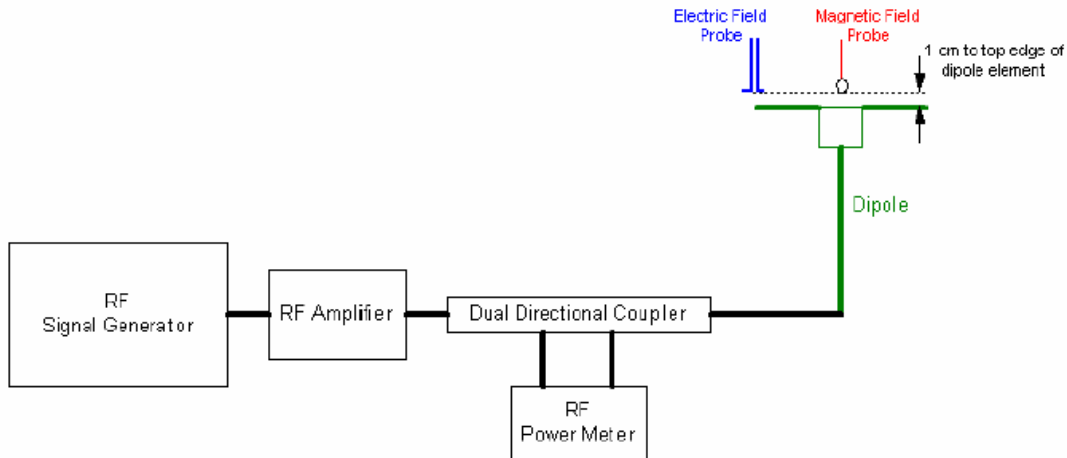 Electric Field
Probe
Magnetic Field
Probe
1 cm to top edge of
dipole element
Dipole
RF
Signal Generator
RF Amplifier
Dual Directional Coupler
RF
Power Meter